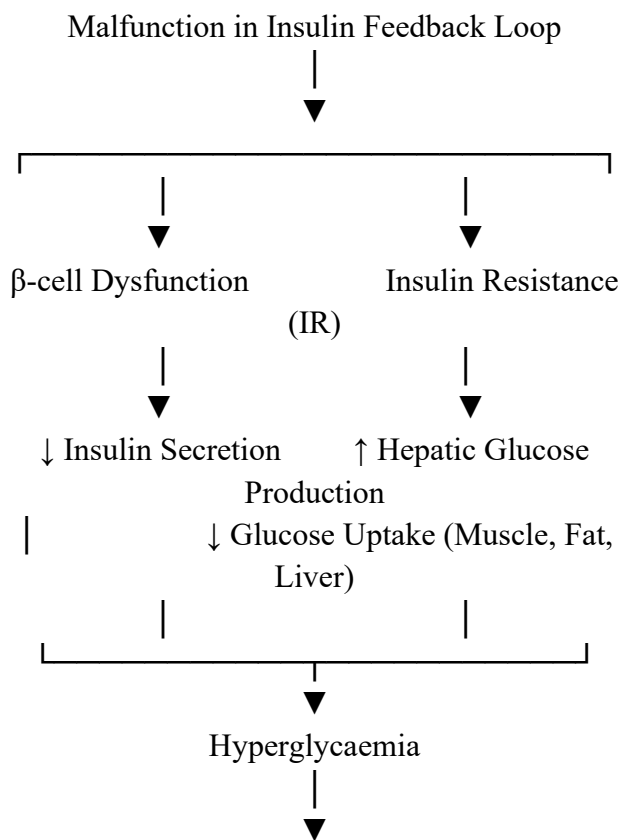 Malfunction in Insulin Feedback Loop
β-cell Dysfunction Insulin Resistance
(IR)
↓ Insulin Secretion ↑ Hepatic Glucose
Production
↓ Glucose Uptake (Muscle, Fat,
Liver)
Hyperglycaemia